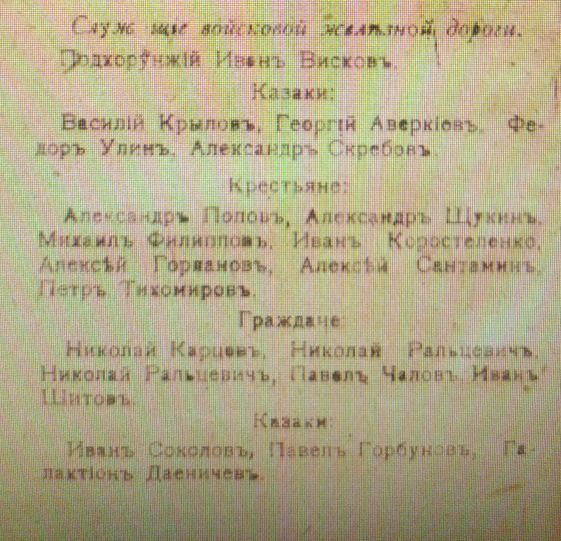 Служ щіе войсковой желѣзной дороги.
Подхорунжій Иванъ Висковъ.
Казаки:
Василій Крыловъ, Георгій Аверкіевъ, Фе-
доръ Улинъ, Александръ Скребовъ.
Крестьяне:
Александръ Поповъ, Александръ Щукинъ,
Михаилъ Филипповъ, Иванъ Коростеленко,
Алексѣй Алексѣй Сантаминъ,
Петръ Тихомировъ.
Граждаче:
Николай Карцевъ, Николай Ральцевичъ,
Николай Ральцевичъ, Павелъ Чаловъ Иванъ
Шитовъ.
Казаки:
Иванъ Соколовъ, Павелъ Горбуновъ, Га-
лактіонъ Даеничевъ.